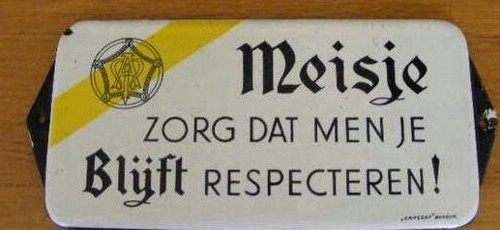 Meisje
ZORG DAT MEN JE
Blijft RESPECTEREN!